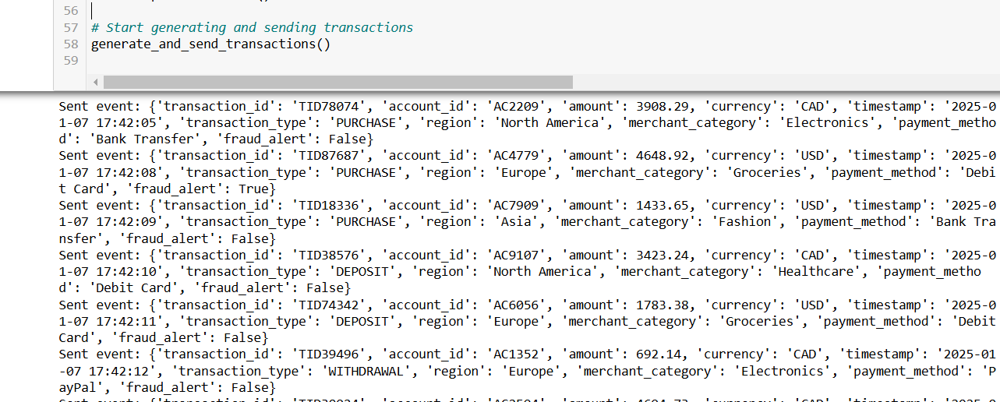 56
57 # Start generating and sending transactions
58 generate_and_send_transactions()
59
Sent event: {'transaction_id': 'TID78074', 'account_id': 'AC2209', 'amount': 3908.29, 'currency': 'CAD', 'timestamp': '2025-0
1-07 17:42:05', 'transaction_type': 'PURCHASE', 'region': 'North America', 'merchant_category': 'Electronics', 'payment_metho
d': 'Bank Transfer', 'fraud_alert': False}
Sent event: {'transaction_id': 'TID87687', 'account_id': 'AC4779', 'amount': 4648.92, 'currency': 'USD', 'timestamp': '2025-0
1-07 17:42:08', 'transaction_type': 'PURCHASE', 'region': 'Europe', 'merchant_category': 'Groceries', 'payment_method': 'Debi
t Card', 'fraud_alert': True}
Sent event: {'transaction_id': 'TID18336', 'account_id': 'AC7909', 'amount': 1433.65, 'currency': 'USD', 'timestamp': '2025-0
1-07 17:42:09', 'transaction_type': 'PURCHASE', 'region': 'Asia', 'merchant_category': 'Fashion', 'payment_method': 'Bank Tra
nsfer', 'fraud_alert': False}
Sent event: {'transaction_id': 'TID38576', 'account_id': 'AC9107', 'amount': 3423.24, 'currency': 'CAD', 'timestamp': '2025-0
1-07 17:42:10', 'transaction_type': 'DEPOSIT', 'region': 'North America', 'merchant_category': 'Healthcare', 'payment_metho
d': 'Debit Card', 'fraud_alert': False}
Sent event: {'transaction_id': 'TID74342', 'account_id': 'AC6056', 'amount': 1783.38, 'currency': 'USD', 'timestamp': '2025-0
1-07 17:42:11', 'transaction_type': 'DEPOSIT', 'region': 'Europe', 'merchant_category': 'Groceries', 'payment_method': 'Debit
Card', 'fraud_alert': False}
Sent event: {'transaction_id': 'TID39496', 'account_id': 'AC1352', 'amount': 692.14, 'currency': 'CAD', 'timestamp': '2025-01
-07 17:42:12', 'transaction_type': 'WITHDRAWAL', 'region': 'Europe', 'merchant_category': 'Electronics', 'payment_method': 'P
ayPal', 'fraud_alert': False}